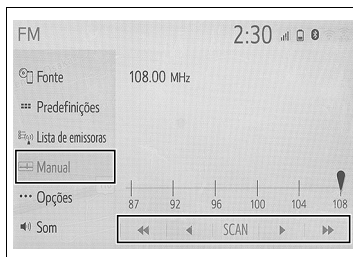 FM 2:30
Fonte 108.00 MHz
Predefinições
Lista de emissoras
Manual
Opções
87 92 96 100 104 108
Som SCAN